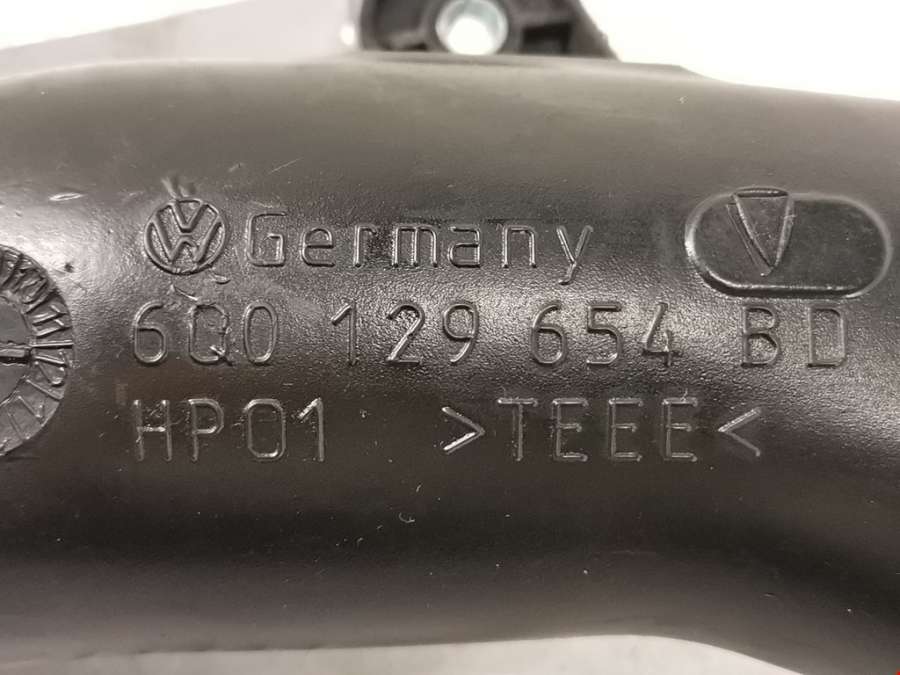 Germany
6Q0 129 654 BD
HP01 >TEEE<